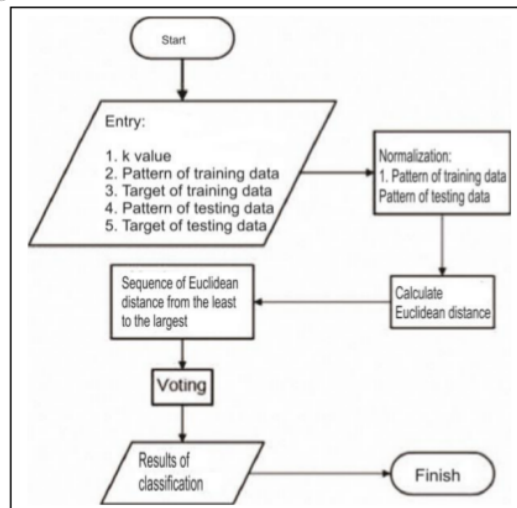 Start
Entry:
1. k value
2. Pattern of training data
3. Target of training data
4. Pattern of testing data
5. Target of testing data
Normalization:
1. Pattern of training data
Pattern of testing data
Calculate
Euclidean distance
Sequence of Euclidean
distance from the least
to the largest
Voting
Results of
classification
Finish